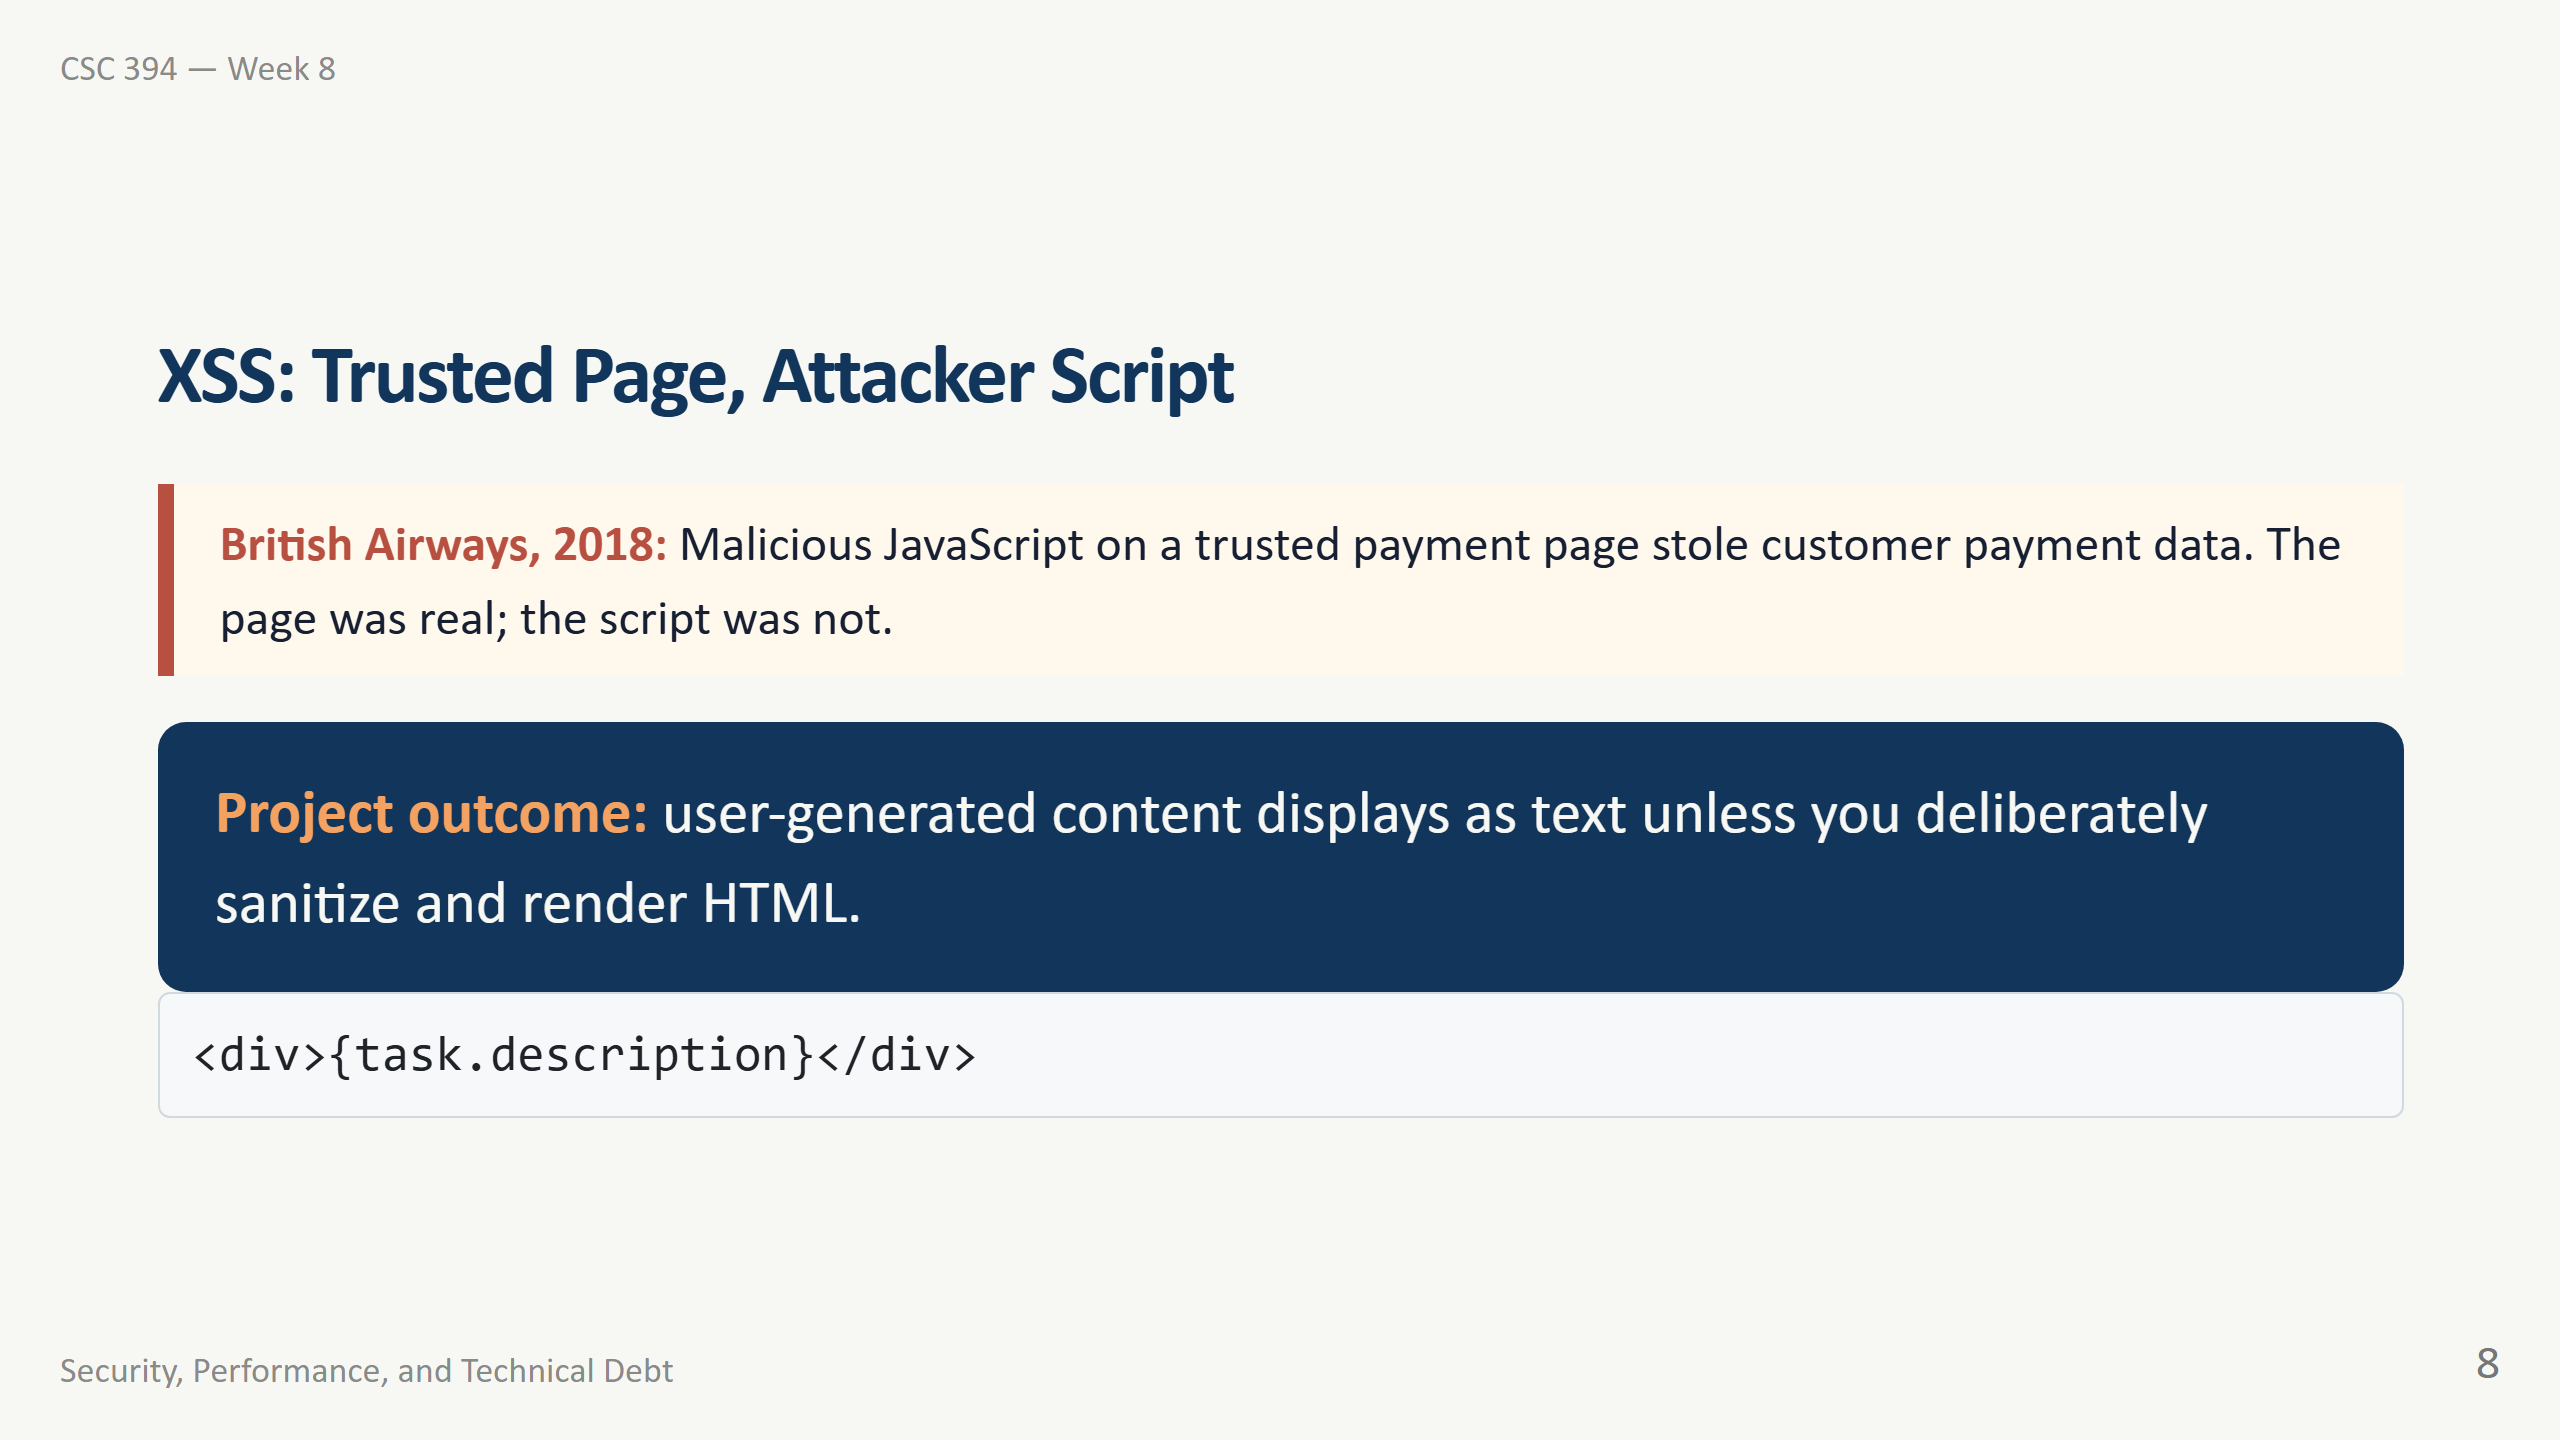 CSC 394 — Week 8
XSS: Trusted Page, Attacker Script
British Airways, 2018: Malicious JavaScript on a trusted payment page stole customer payment data. The
page was real; the script was not.
Project outcome: user-generated content displays as text unless you deliberately
sanitize and render HTML.
<div>{task.description}</div>
Security, Performance, and Technical Debt
8